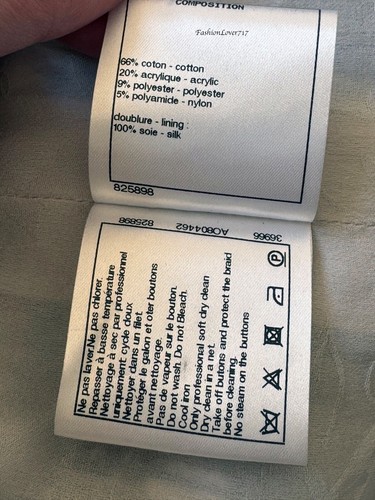 COMPOSITION
FashionLover737
66% coton - cotton
20% acrylique - acrylic
9% polyester - polyester
5% polyamide - nylon
doublure - lining :
100% soie - silk
825898
825898 AO804462 36966
Ne pas laver.Ne pas chlorer.
Repasser à basse température
Nettoyage à sec par professionnel
uniquement: cycle doux
Nettoyer dans un filet.
Protéger le galon et oter boutons
avant nettoyage.
Pas de vapeur sur le bouton.
Do not wash. Do not Bleach.
Cool iron
Only professional soft dry clean
Dry clean in a net.
Take off buttons and protect the braid
before cleaning.
No steam on the buttons
P